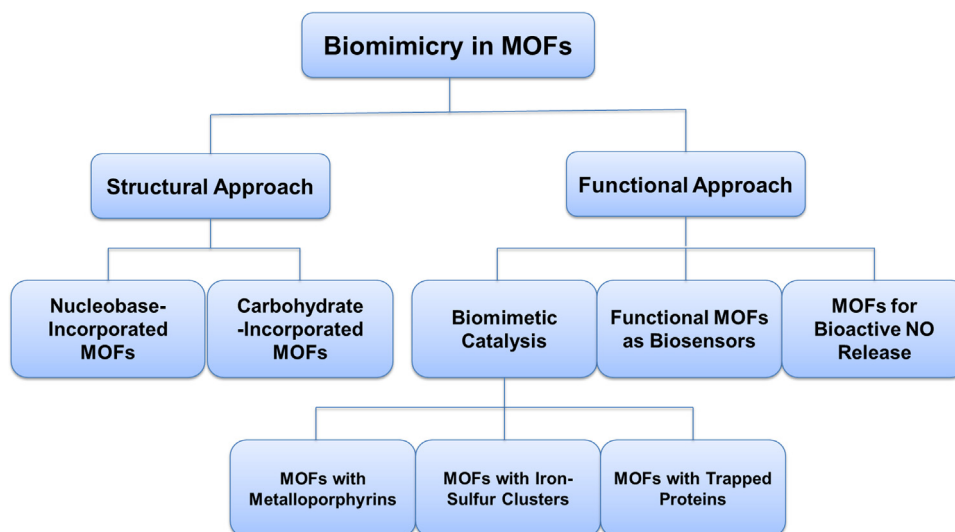 Biomimicry in MOFs
Structural Approach
Functional Approach
Nucleobase-
Incorporated
MOFs
Carbohydrate
-Incorporated
MOFs
Biomimetic
Catalysis
Functional MOFs
as Biosensors
MOFs for
Bioactive NO
Release
MOFs with
Metalloporphyrins
MOFs with Iron-
Sulfur Clusters
MOFs with Trapped
Proteins